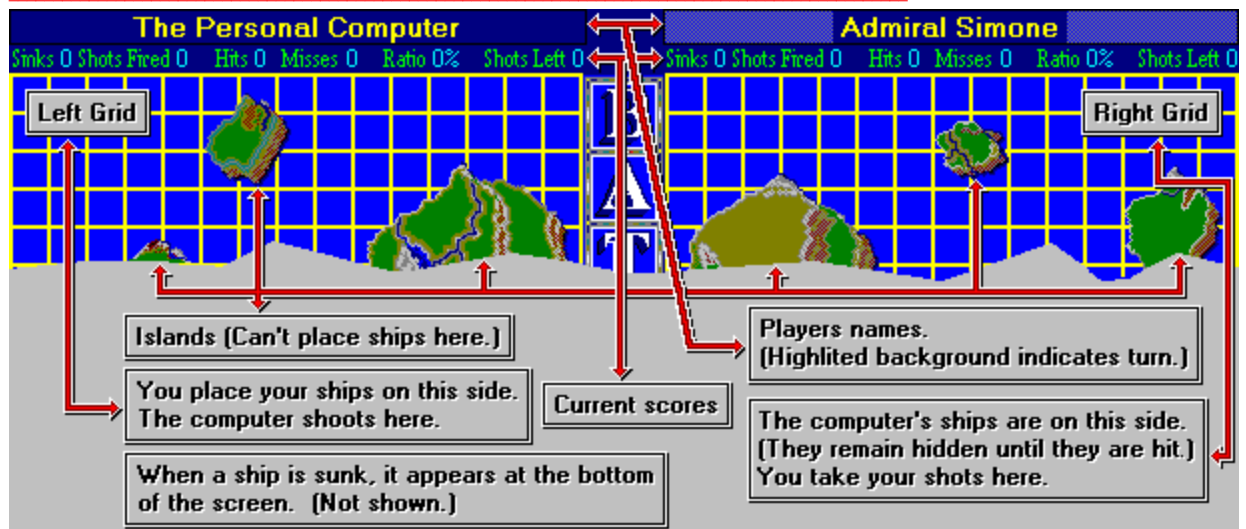 The Personal Computer
Admiral Simone
Sinks 0 Shots Fired 0 Hits 0 Misses 0 Ratio 0% Shots Left 0
Sinks 0 Shots Fired 0 Hits 0 Misses 0 Ratio 0% Shots Left 0
Left Grid
B
A
T
Right Grid
Islands (Can't place ships here.)
Players names.
(Highlited background indicates turn.)
You place your ships on this side.
The computer shoots here.
Current scores
The computer's ships are on this side.
(They remain hidden until they are hit.)
You take your shots here.
When a ship is sunk, it appears at the bottom
of the screen. (Not shown.)